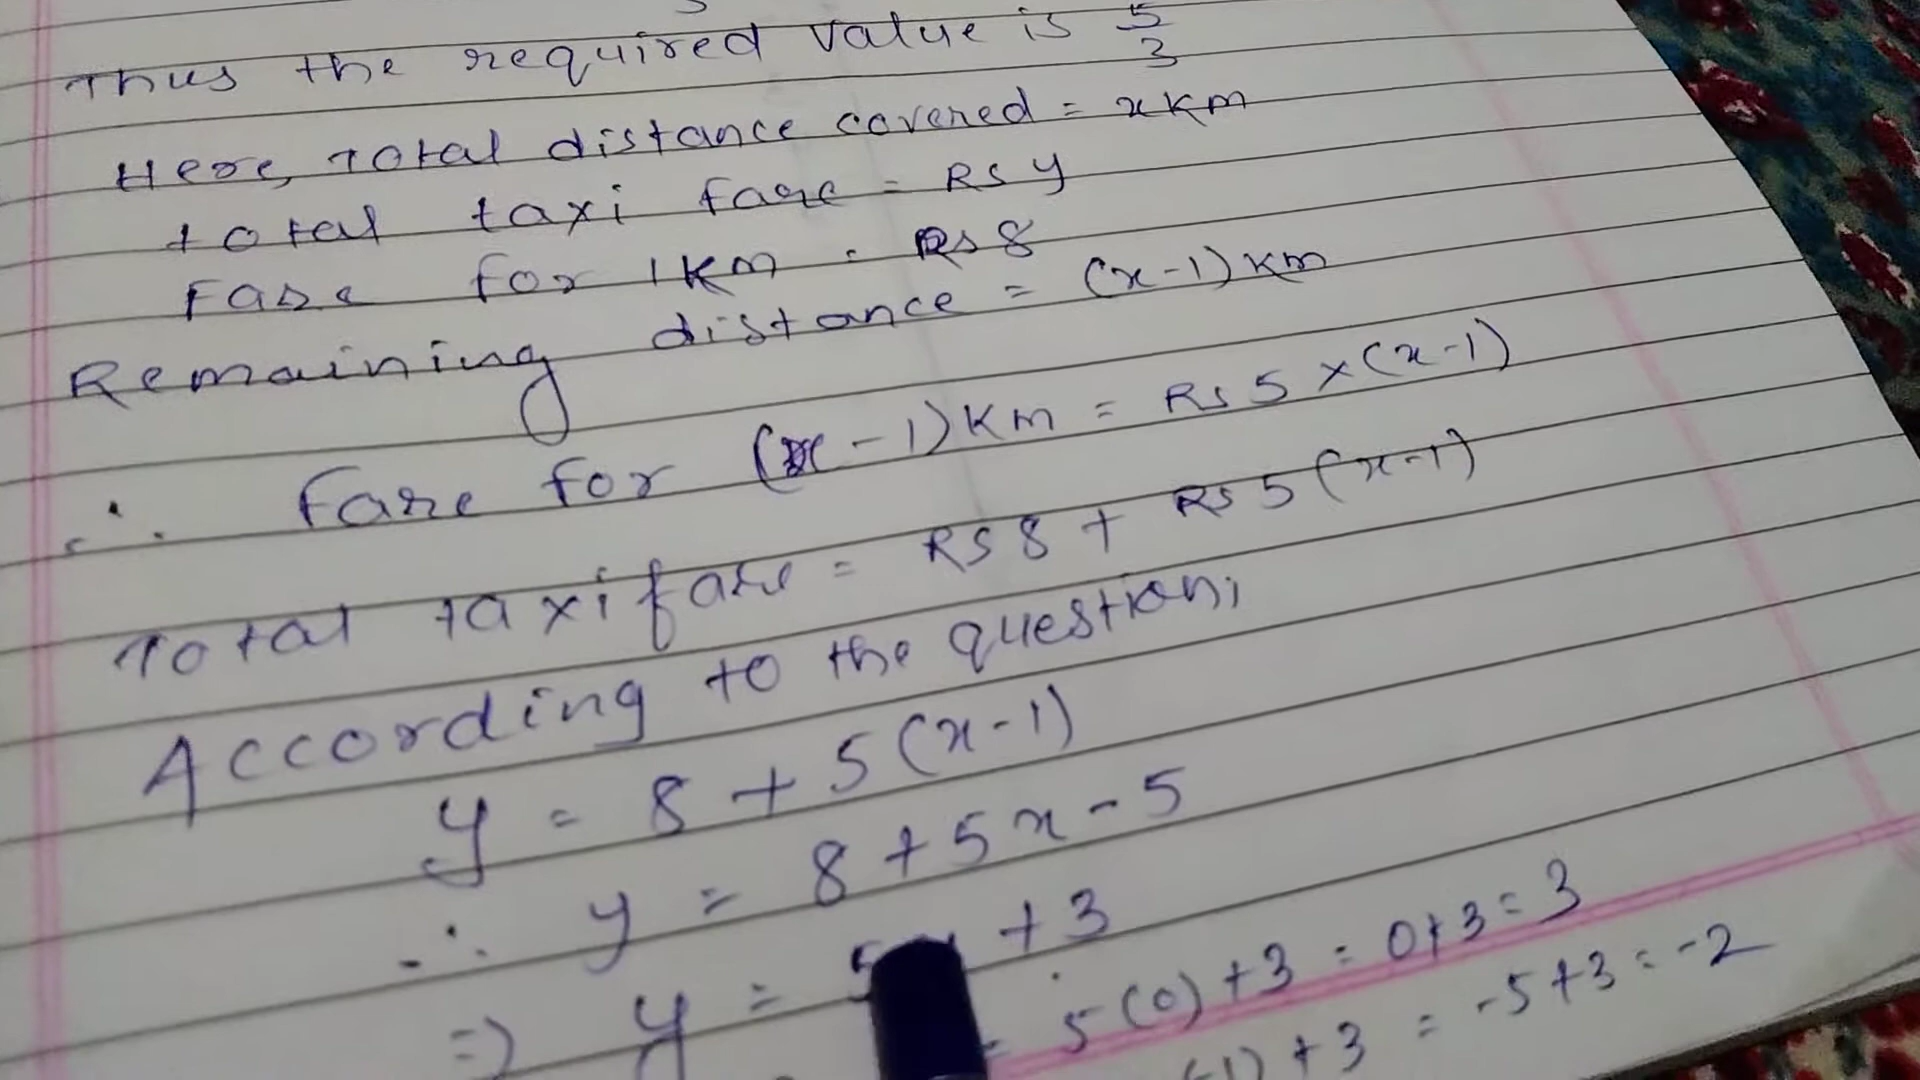 Thus the required value is 5/3
Here, Total distance covered = x km
total taxi fare = Rs y
Fare for 1 km = Rs 8
Remaining distance = (x-1) km
∴ Fare for (x-1) km = Rs 5 × (x-1)
Total taxi fare = Rs 8 + Rs 5 (x-1)
According to the question,
y = 8 + 5 (x-1)
∴ y = 8 + 5x - 5
=> y = 5 + 3
= 5(0) + 3 = 0+3 = 3
(-1) + 3 = -5+3 = -2